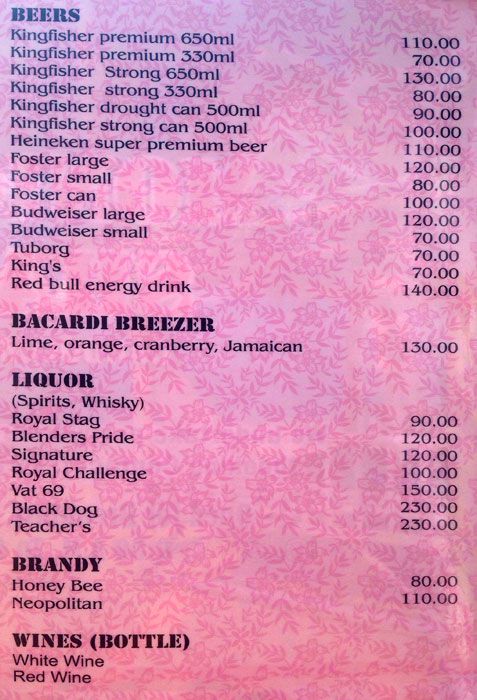 BEERS
Kingfisher premium 650ml 110.00
Kingfisher premium 330ml 70.00
Kingfisher Strong 650ml 130.00
Kingfisher strong 330ml 80.00
Kingfisher drought can 500ml 90.00
Kingfisher strong can 500ml 100.00
Heineken super premium beer 110.00
Foster large 120.00
Foster small 80.00
Foster can 100.00
Budweiser large 120.00
Budweiser small 70.00
Tuborg 70.00
King's 70.00
Red bull energy drink 140.00
BACARDI BREEZER
Lime, orange, cranberry, Jamaican 130.00
LIQUOR
(Spirits, Whisky)
Royal Stag 90.00
Blenders Pride 120.00
Signature 120.00
Royal Challenge 100.00
Vat 69 150.00
Black Dog 230.00
Teacher's 230.00
BRANDY
Honey Bee 80.00
Neopolitan 110.00
WINES (BOTTLE)
White Wine
Red Wine